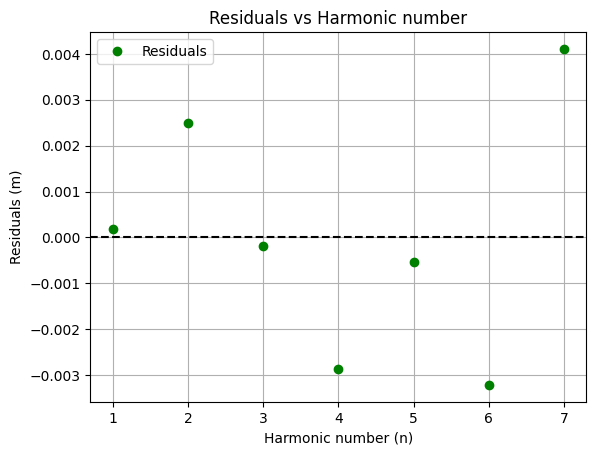 Residuals vs Harmonic number
Residuals
0.004
0.003
0.002
0.001
0.000
−0.001
−0.002
−0.003
Residuals (m)
1 2 3 4 5 6 7
Harmonic number (n)